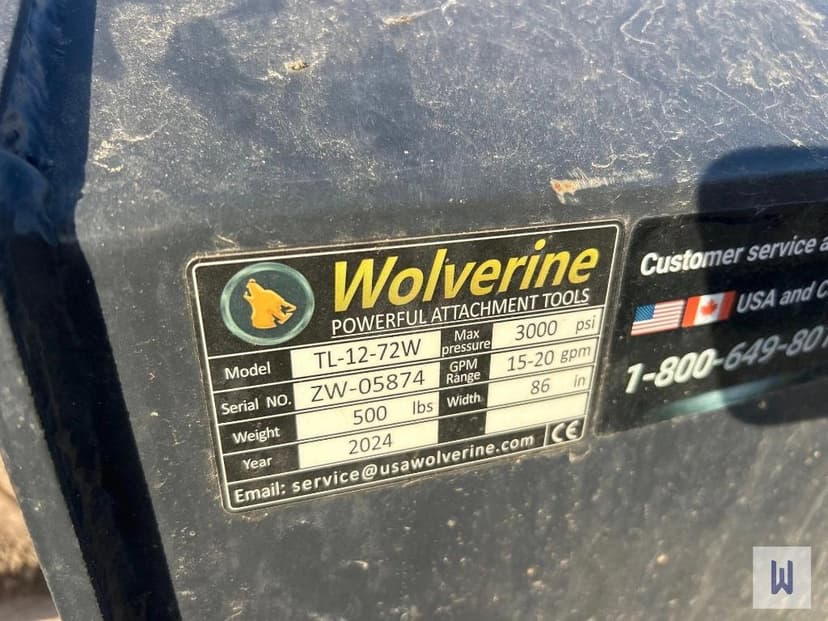 Wolverine
POWERFUL ATTACHMENT TOOLS
Model TL-12-72W Max pressure 3000 psi
Serial NO. ZW-05874 GPM Range 15-20 gpm
Weight 500 lbs Width 86 in
Year 2024
Email: service@usawolverine.com CE
Customer service a
USA and C
1-800-649-801
W